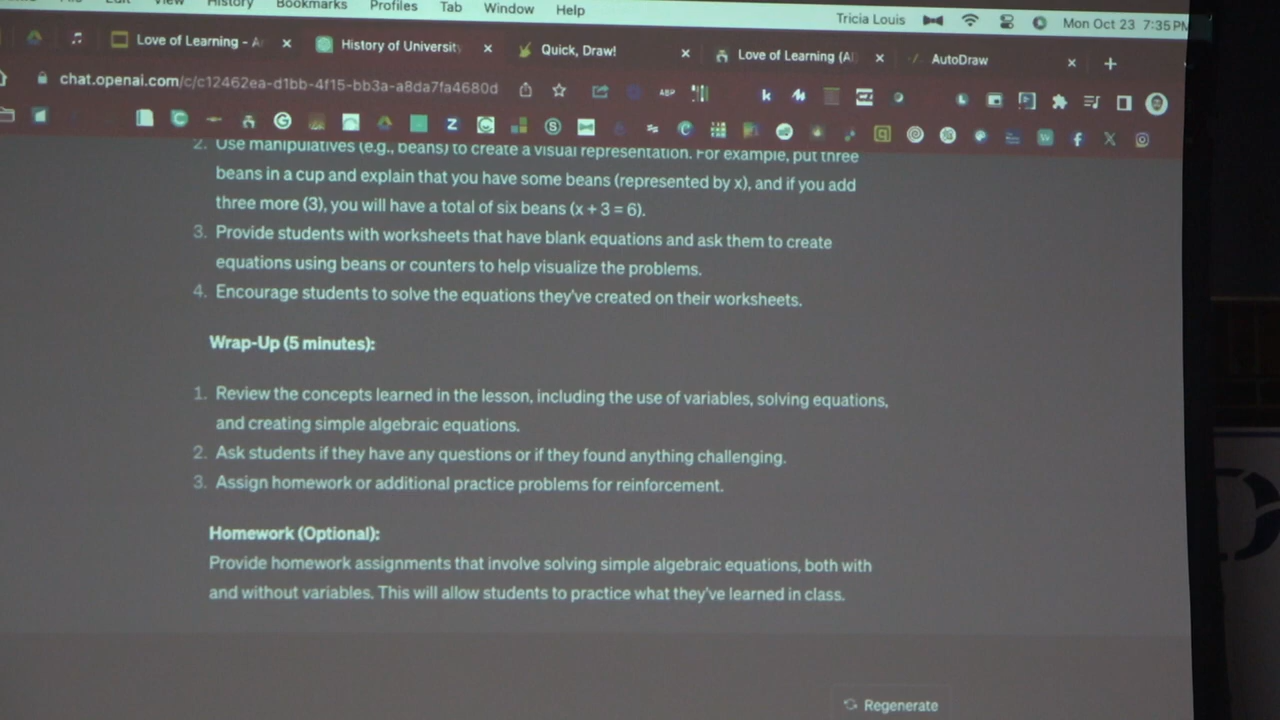 View History Bookmarks Profiles Tab Window Help
Tricia Louis Mon Oct 23 7:35 PM
Love of Learning - A
History of Universit
Quick, Draw!
Love of Learning (AI
AutoDraw
chat.openai.com/c/c12462ea-d1bb-4f15-bb3a-a8da7fa4680d
2. Use manipulatives (e.g., beans) to create a visual representation. For example, put three
beans in a cup and explain that you have some beans (represented by x), and if you add
three more (3), you will have a total of six beans (x + 3 = 6).
3. Provide students with worksheets that have blank equations and ask them to create
equations using beans or counters to help visualize the problems.
4. Encourage students to solve the equations they've created on their worksheets.
Wrap-Up (5 minutes):
1. Review the concepts learned in the lesson, including the use of variables, solving equations,
and creating simple algebraic equations.
2. Ask students if they have any questions or if they found anything challenging.
3. Assign homework or additional practice problems for reinforcement.
Homework (Optional):
Provide homework assignments that involve solving simple algebraic equations, both with
and without variables. This will allow students to practice what they've learned in class.
Regenerate